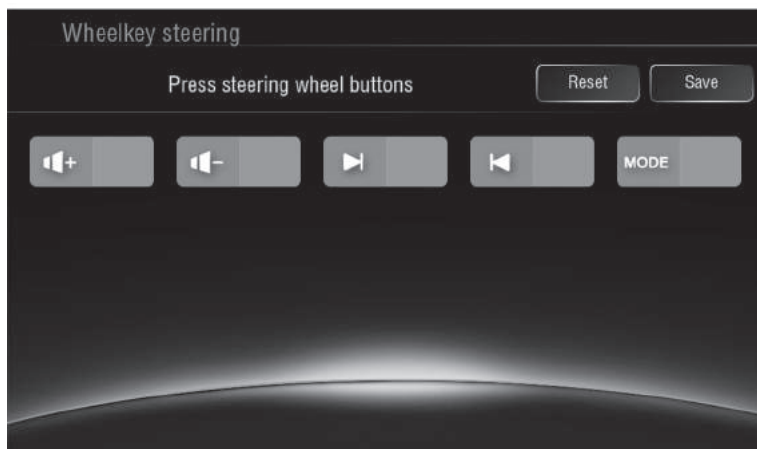 Wheelkey steering
Press steering wheel buttons Reset Save
+ - MODE